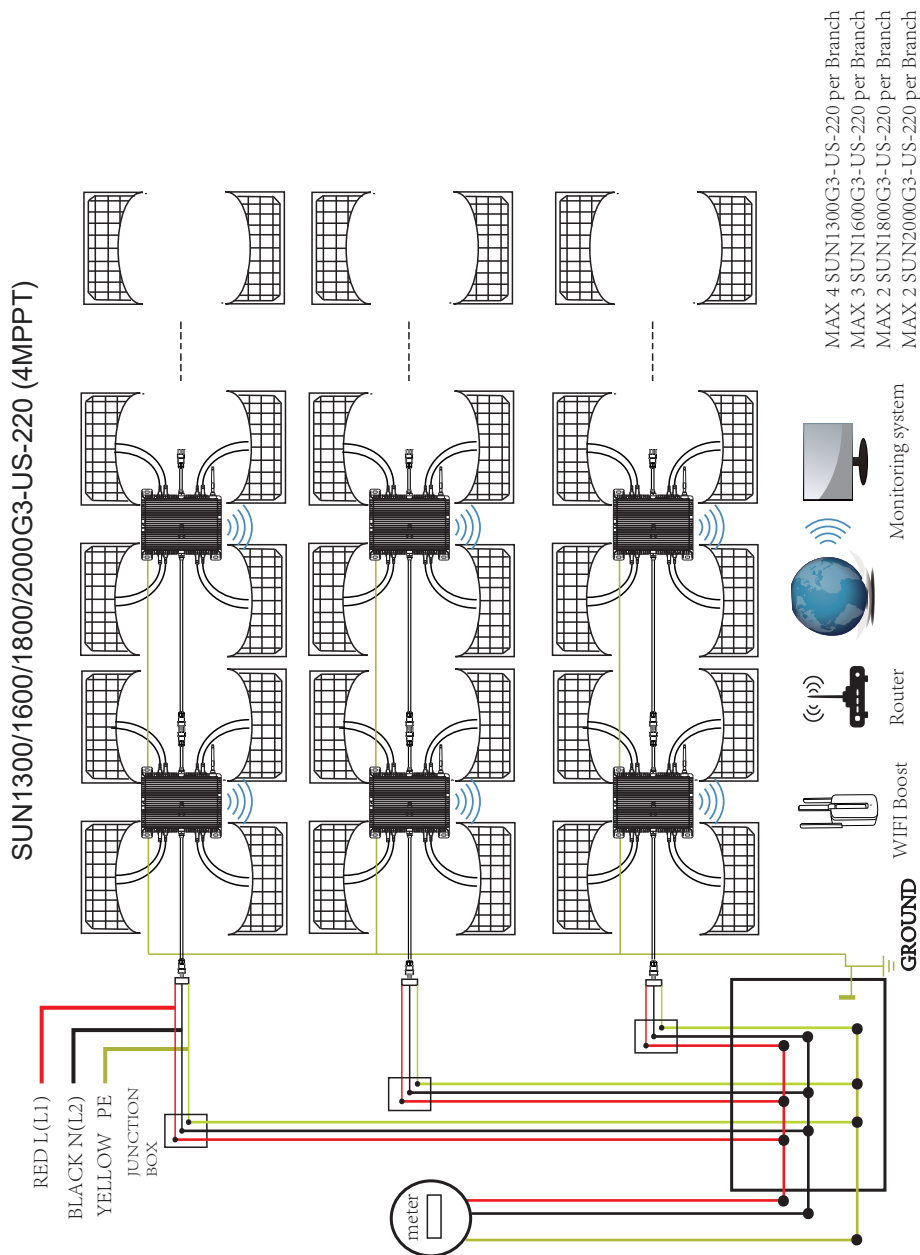 SUN1300/1600/1800/2000G3-US-220 (4MPPT)
RED L(L1)
BLACK N(L2)
YELLOW PE
JUNCTION
BOX
meter
GROUND
WIFI Boost
Router
Monitoring system
MAX 4 SUN1300G3-US-220 per Branch
MAX 3 SUN1600G3-US-220 per Branch
MAX 2 SUN1800G3-US-220 per Branch
MAX 2 SUN2000G3-US-220 per Branch